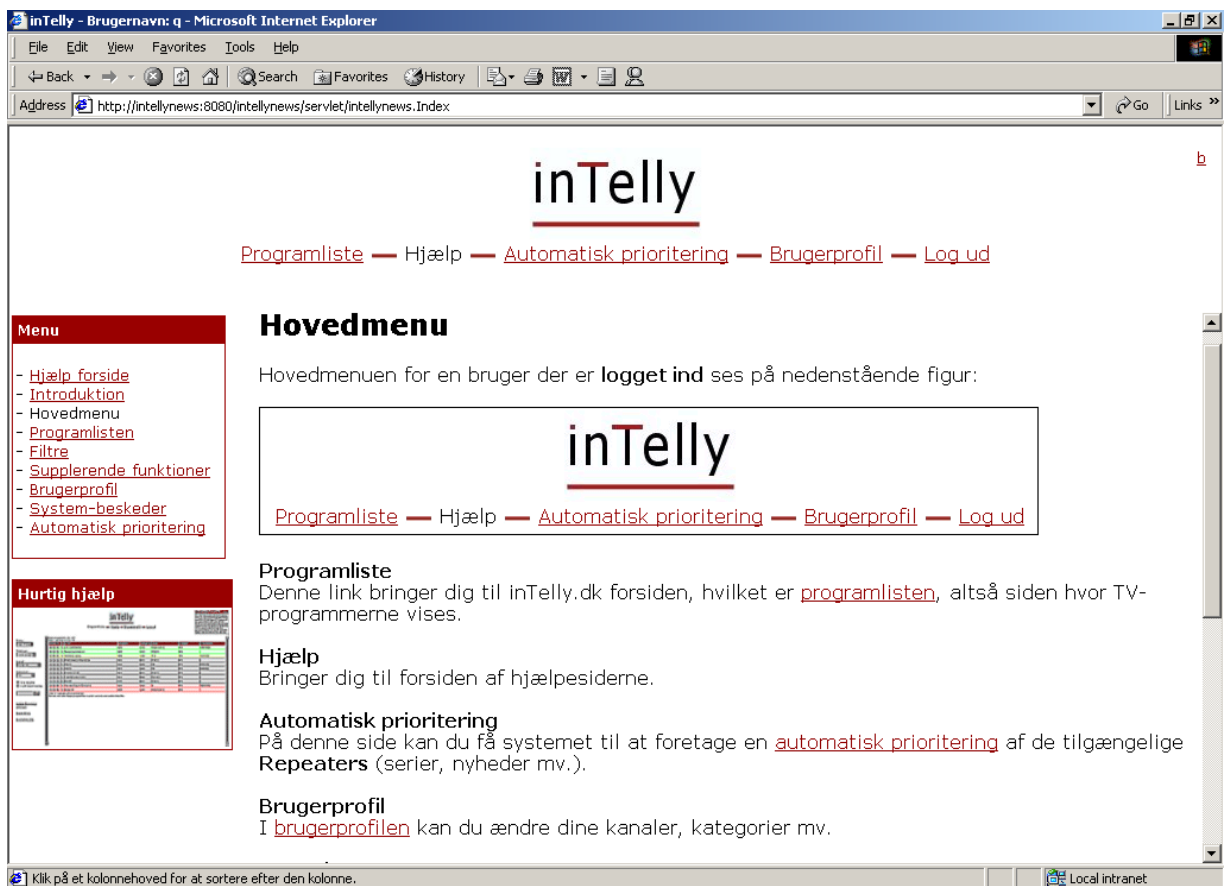 inTelly - Brugernavn: q - Microsoft Internet Explorer
File Edit View Favorites Tools Help
Back Search Favorites History
Address http://intellynews:8080/intellynews/servlet/intellynews.Index Go Links »
b
inTelly
Programliste — Hjælp — Automatisk prioritering — Brugerprofil — Log ud
Menu
- Hjælp forside
- Introduktion
- Hovedmenu
- Programlisten
- Filtre
- Supplerende funktioner
- Brugerprofil
- System-beskeder
- Automatisk prioritering
Hurtig hjælp
inTelly
Hovedmenu
Hovedmenuen for en bruger der er logget ind ses på nedenstående figur:
inTelly
Programliste — Hjælp — Automatisk prioritering — Brugerprofil — Log ud
Programliste
Denne link bringer dig til inTelly.dk forsiden, hvilket er programlisten, altså siden hvor TV-
programmerne vises.
Hjælp
Bringer dig til forsiden af hjælpesiderne.
Automatisk prioritering
På denne side kan du få systemet til at foretage en automatisk prioritering af de tilgængelige
Repeaters (serier, nyheder mv.).
Brugerprofil
I brugerprofilen kan du ændre dine kanaler, kategorier mv.
Klik på et kolonnehoved for at sortere efter den kolonne.
Local intranet